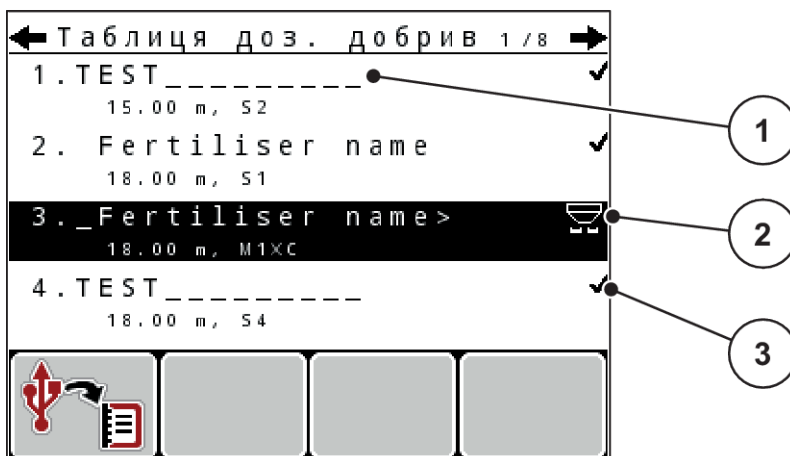 Таблиця доз. добрив 1/8
1.TEST_________
15.00 m, S2
2. Fertiliser name
18.00 m, S1
3._Fertiliser name>
18.00 m, M1XC
4.TEST_________
18.00 m, S4
1
2
3